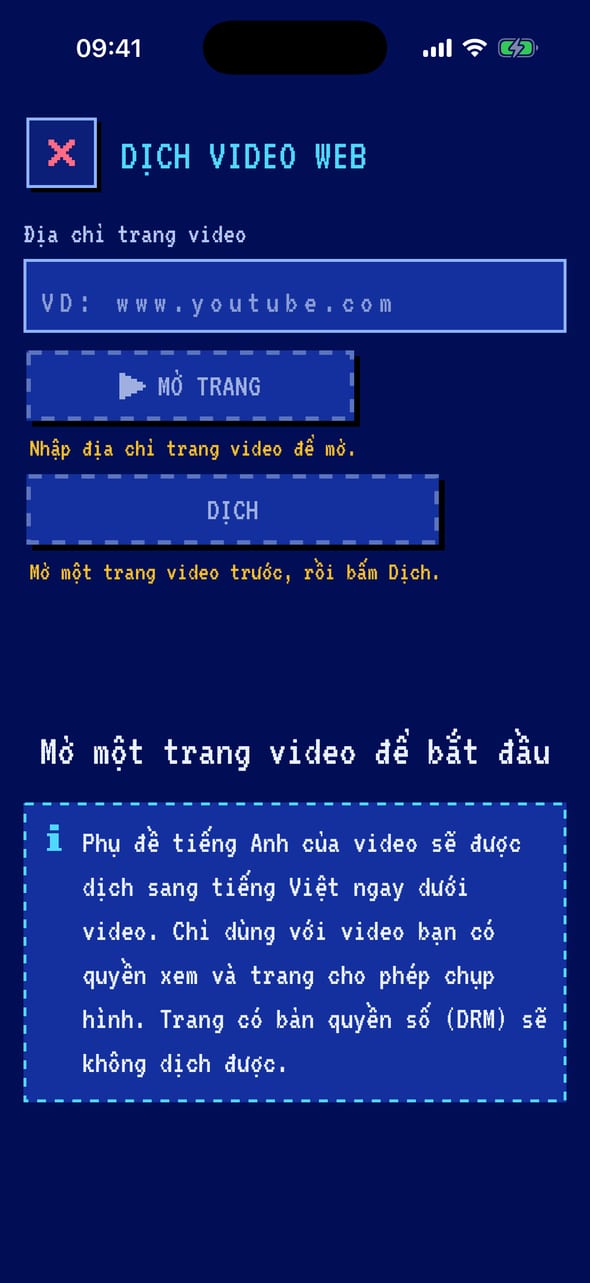 09:41
DỊCH VIDEO WEB
Địa chỉ trang video
VD: www.youtube.com
MỞ TRANG
Nhập địa chỉ trang video để mở.
DỊCH
Mở một trang video trước, rồi bấm Dịch.
Mở một trang video để bắt đầu
Phụ đề tiếng Anh của video sẽ được
dịch sang tiếng Việt ngay dưới
video. Chỉ dùng với video bạn có
quyền xem và trang cho phép chụp
hình. Trang có bản quyền số (DRM) sẽ
không dịch được.